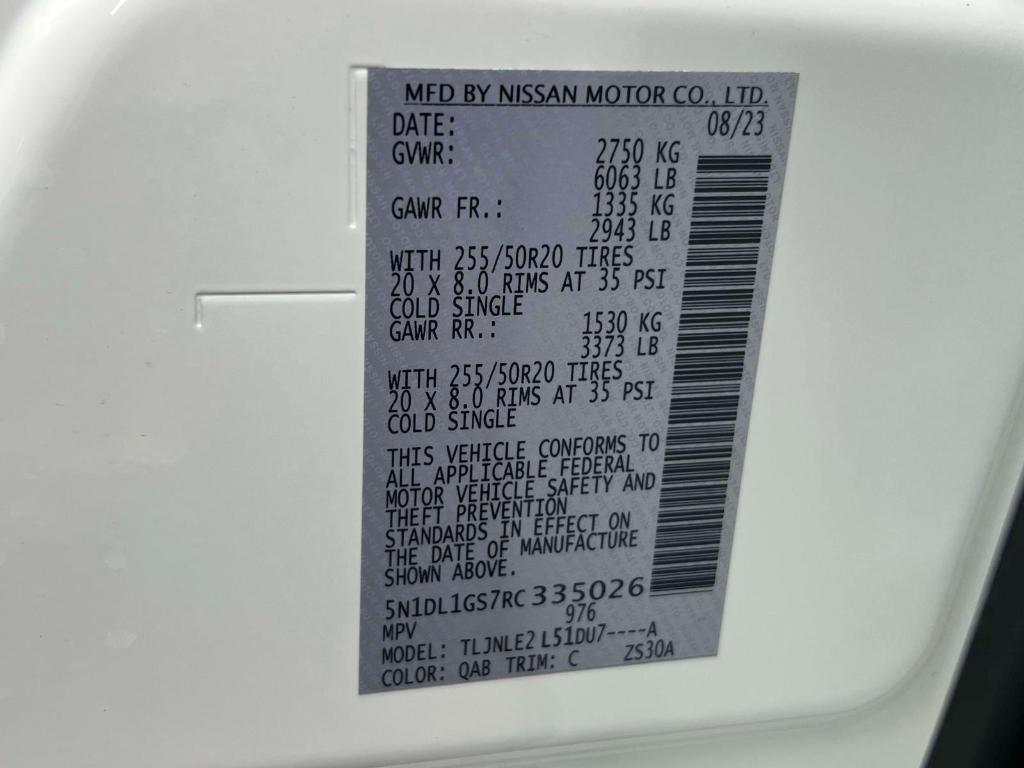 MFD BY NISSAN MOTOR CO., LTD.
DATE: 08/23
GVWR: 2750 KG
6063 LB
GAWR FR.: 1335 KG
2943 LB
WITH 255/50R20 TIRES
20 X 8.0 RIMS AT 35 PSI
COLD SINGLE
GAWR RR.: 1530 KG
3373 LB
WITH 255/50R20 TIRES
20 X 8.0 RIMS AT 35 PSI
COLD SINGLE
THIS VEHICLE CONFORMS TO
ALL APPLICABLE FEDERAL
MOTOR VEHICLE SAFETY AND
THEFT PREVENTION
STANDARDS IN EFFECT ON
THE DATE OF MANUFACTURE
SHOWN ABOVE.
5N1DL1GS7RC335026
MPV 976
MODEL: TLJNLE2 L51DU7----A
COLOR: QAB TRIM: C ZS30A